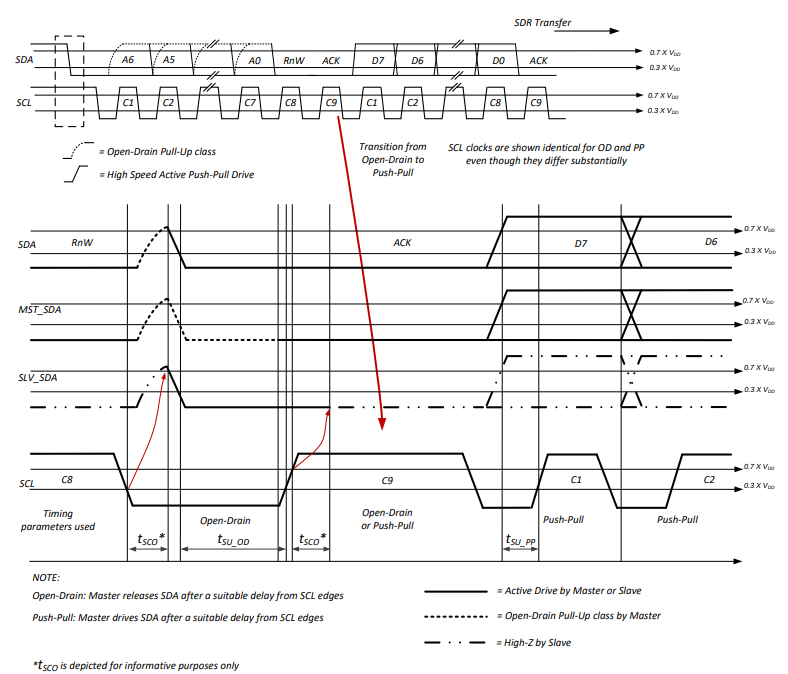 SDR Transfer
SDA
A6 A5 A0 RnW ACK D7 D6 D0 ACK
0.7 X VDD
0.3 X VDD
SCL
C1 C2 C7 C8 C9 C1 C2 C8 C9
0.7 X VDD
0.3 X VDD
= Open-Drain Pull-Up class
= High Speed Active Push-Pull Drive
Transition from
Open-Drain to
Push-Pull
SCL clocks are shown identical for OD and PP
even though they differ substantially
SDA RnW ACK D7 D6
0.7 X VDD
0.3 X VDD
MST_SDA
0.7 X VDD
0.3 X VDD
SLV_SDA
0.7 X VDD
0.3 X VDD
SCL C8 C9 C1 C2
0.7 X VDD
0.3 X VDD
Timing
parameters used
Open-Drain
Open-Drain
or Push-Pull
Push-Pull
Push-Pull
tSCO* tSU_OD tSCO* tSU_PP
NOTE:
Open-Drain: Master releases SDA after a suitable delay from SCL edges
Push-Pull: Master drives SDA after a suitable delay from SCL edges
= Active Drive by Master or Slave
= Open-Drain Pull-Up class by Master
= High-Z by Slave
*tSCO is depicted for informative purposes only